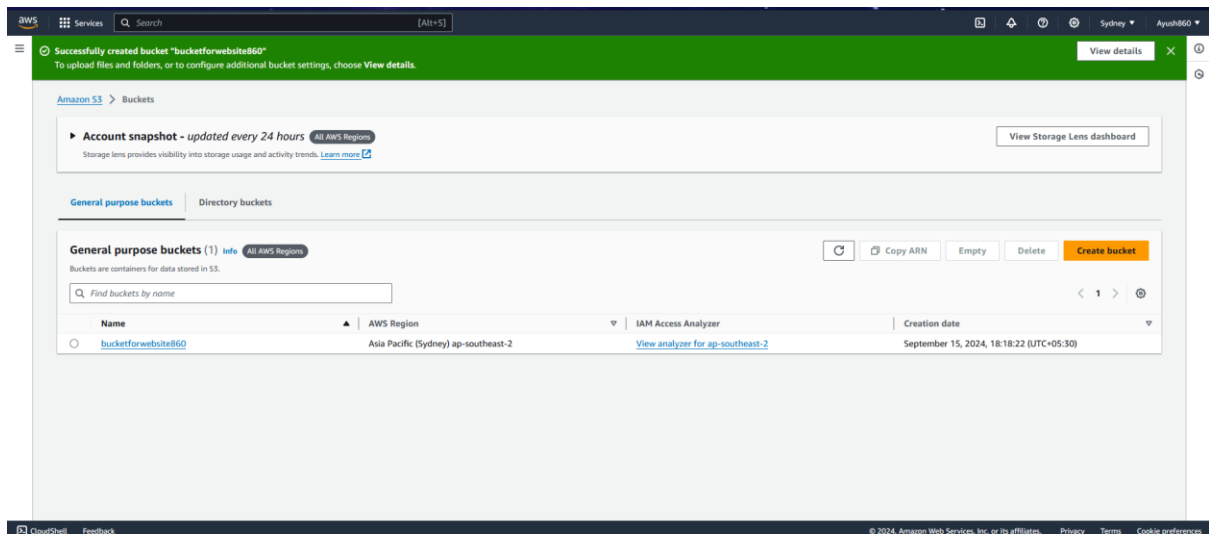 aws
Services
Search
[Alt+S]
Sydney
Ayush860
Successfully created bucket "bucketforwebsite860"
To upload files and folders, or to configure additional bucket settings, choose View details.
View details
Amazon S3 > Buckets
Account snapshot - updated every 24 hours All AWS Regions
Storage lens provides visibility into storage usage and activity trends. Learn more
View Storage Lens dashboard
General purpose buckets
Directory buckets
General purpose buckets (1) Info All AWS Regions
Buckets are containers for data stored in S3.
Copy ARN
Empty
Delete
Create bucket
Find buckets by name
1
Name AWS Region IAM Access Analyzer Creation date
bucketforwebsite860 Asia Pacific (Sydney) ap-southeast-2 View analyzer for ap-southeast-2 September 15, 2024, 18:18:22 (UTC+05:30)
CloudShell Feedback © 2024, Amazon Web Services, Inc. or its affiliates. Privacy Terms Cookie preferences